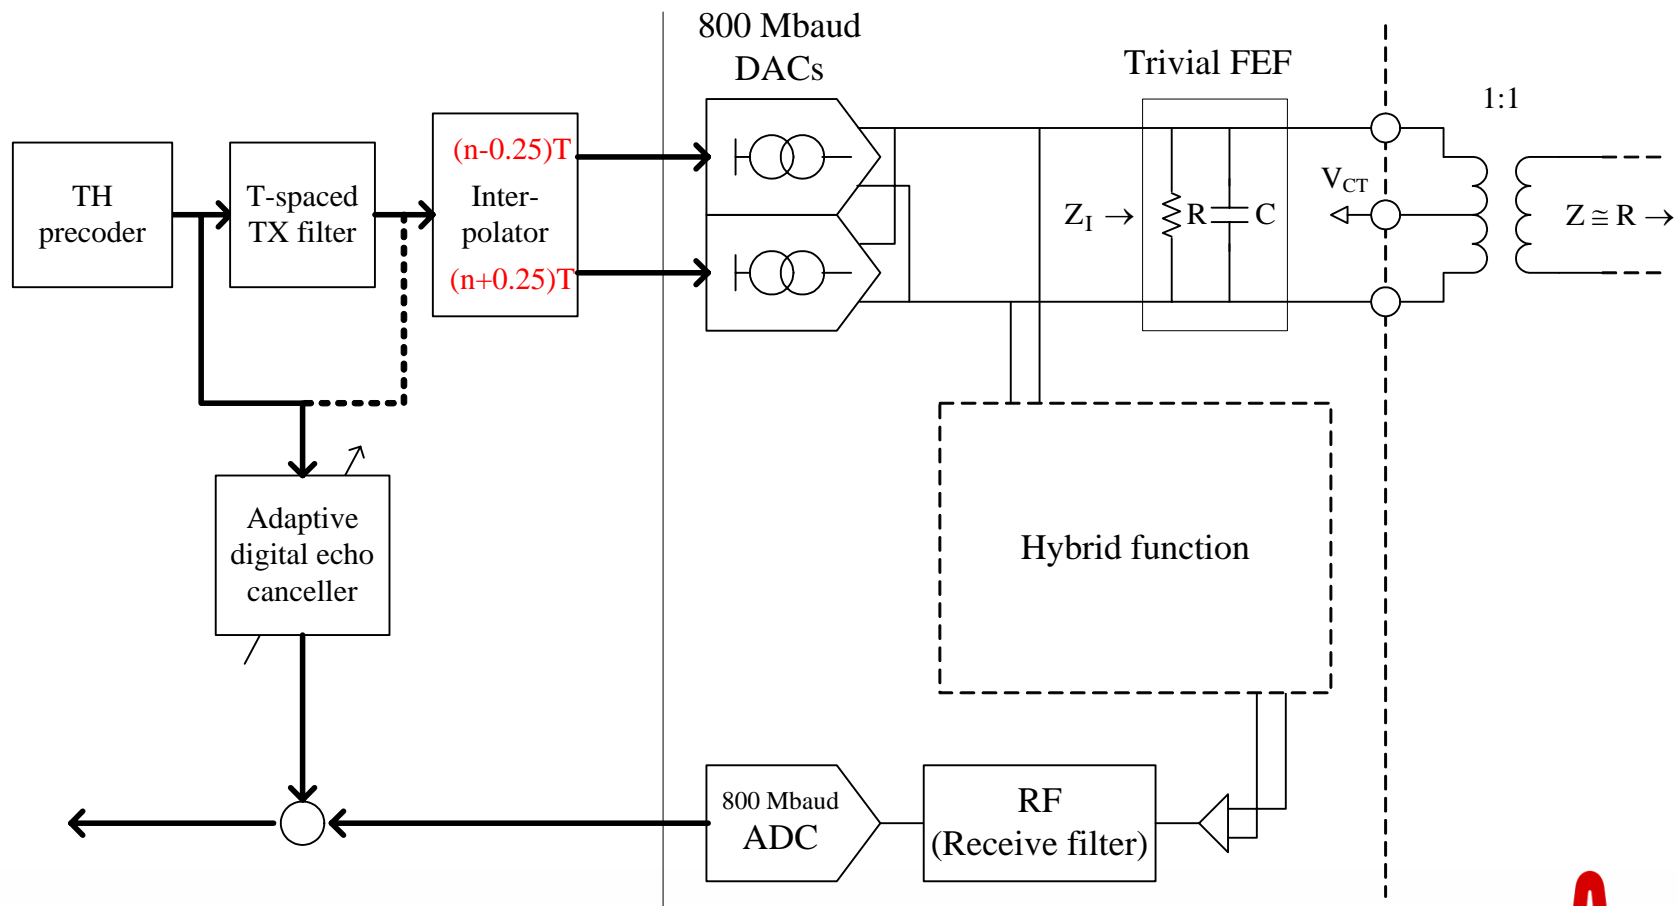 800 Mbaud
DACs
Trivial FEF
1:1
TH
precoder
T-spaced
TX filter
(n-0.25)T
Inter-
polator
(n+0.25)T
Z_I →
R
C
V_CT
Z ≅ R →
Adaptive
digital echo
canceller
Hybrid function
800 Mbaud
ADC
RF
(Receive filter)